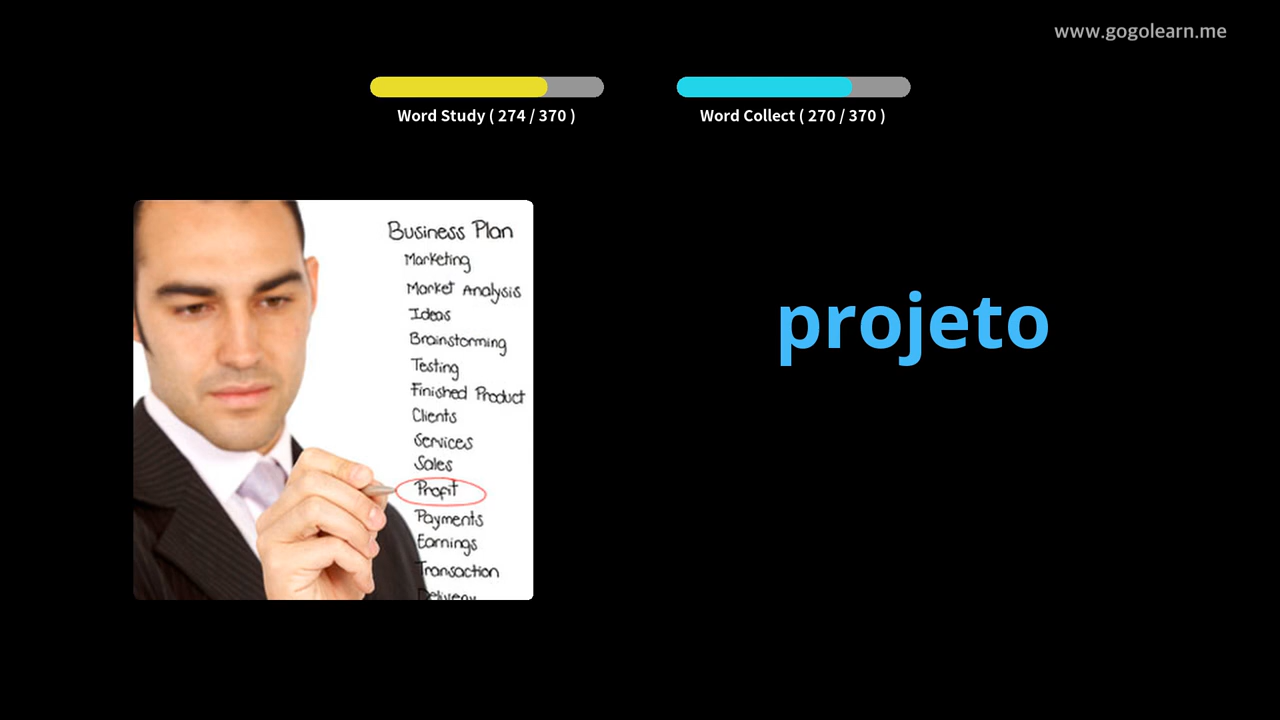 www.gogolearn.me
Word Study ( 274 / 370 )
Word Collect ( 270 / 370 )
Business Plan
Marketing
Market Analysis
Ideas
Brainstorming
Testing
Finished Product
Clients
Services
Sales
Profit
Payments
Earnings
Transaction
Delivery
projeto